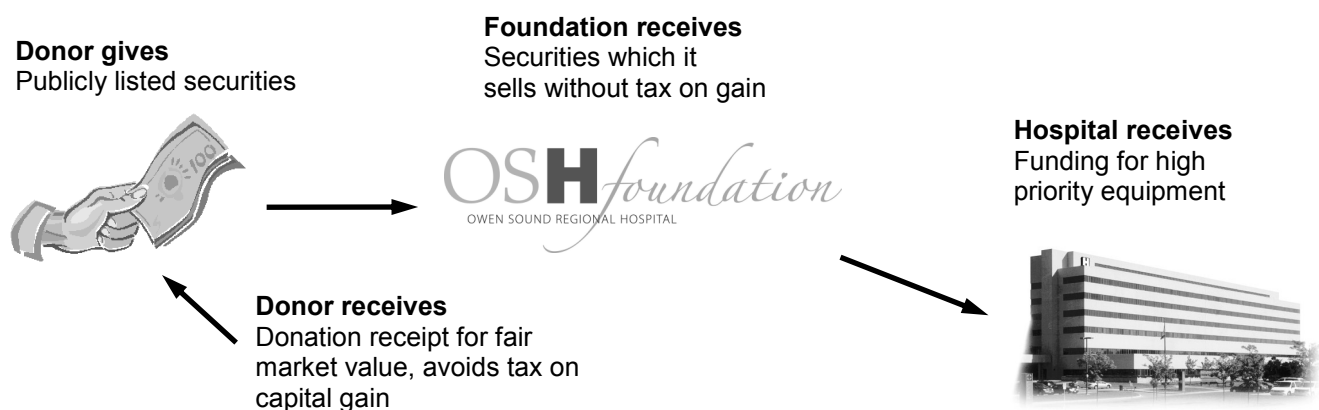 Donor gives
Publicly listed securities
Foundation receives
Securities which it
sells without tax on gain
100
OSH foundation
OWEN SOUND REGIONAL HOSPITAL
Hospital receives
Funding for high
priority equipment
H
Donor receives
Donation receipt for fair
market value, avoids tax on
capital gain